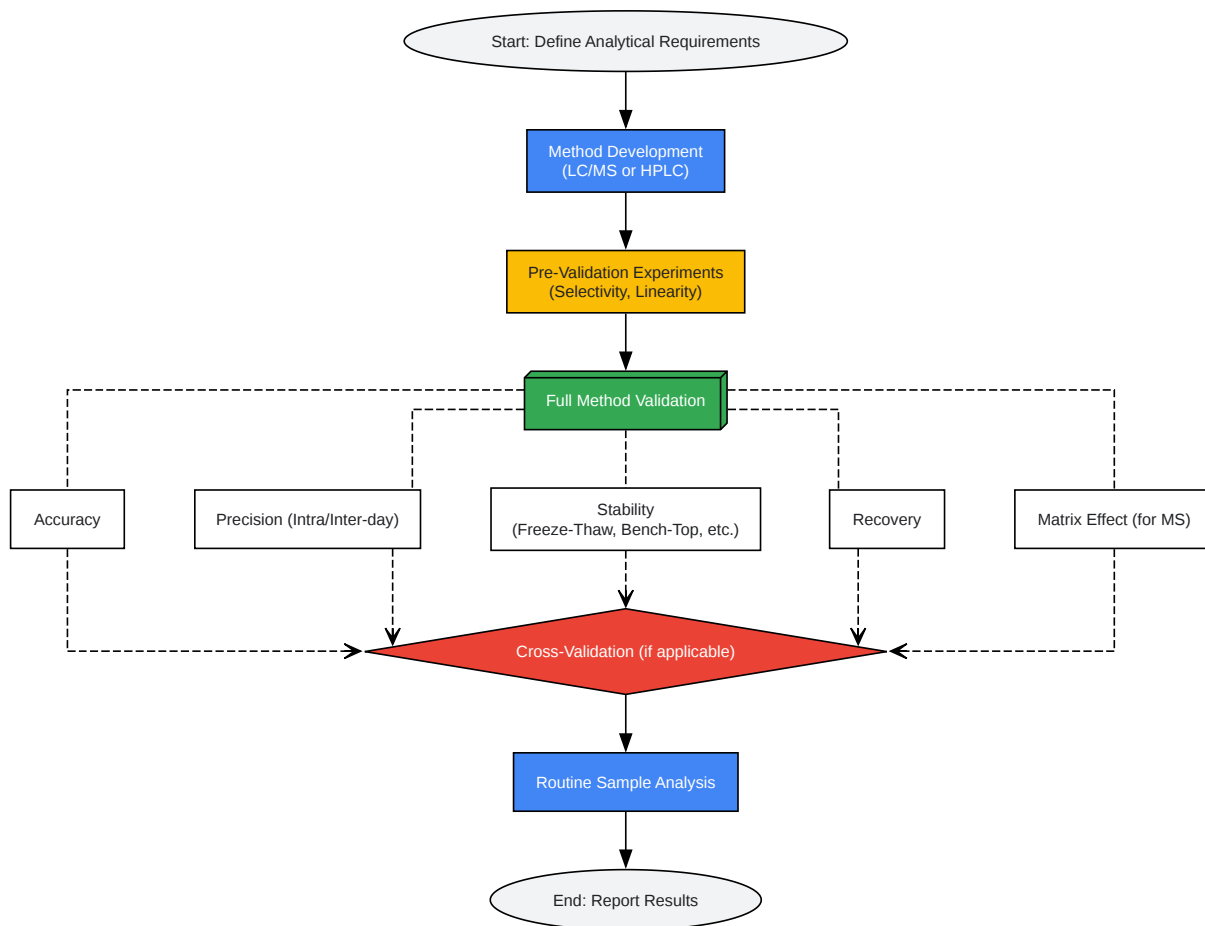 Start: Define Analytical Requirements
Method Development
(LC/MS or HPLC)
Pre-Validation Experiments
(Selectivity, Linearity)
Full Method Validation
Accuracy
Precision (Intra/Inter-day)
Stability
(Freeze-Thaw, Bench-Top, etc.)
Recovery
Matrix Effect (for MS)
Cross-Validation (if applicable)
Routine Sample Analysis
End: Report Results